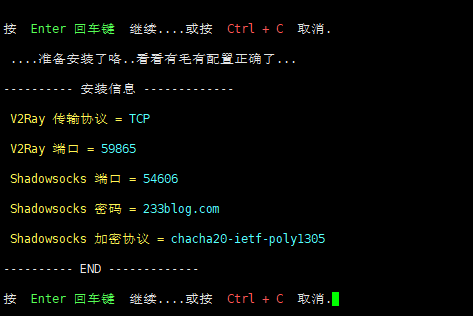 按 Enter 回车键 继续....或按 Ctrl + C 取消.
....准备安装了咯..看看有毛有配置正确了...
---------- 安装信息 -------------
V2Ray 传输协议 = TCP
V2Ray 端口 = 59865
Shadowsocks 端口 = 54606
Shadowsocks 密码 = 233blog.com
Shadowsocks 加密协议 = chacha20-ietf-poly1305
---------- END -------------
按 Enter 回车键 继续....或按 Ctrl + C 取消.